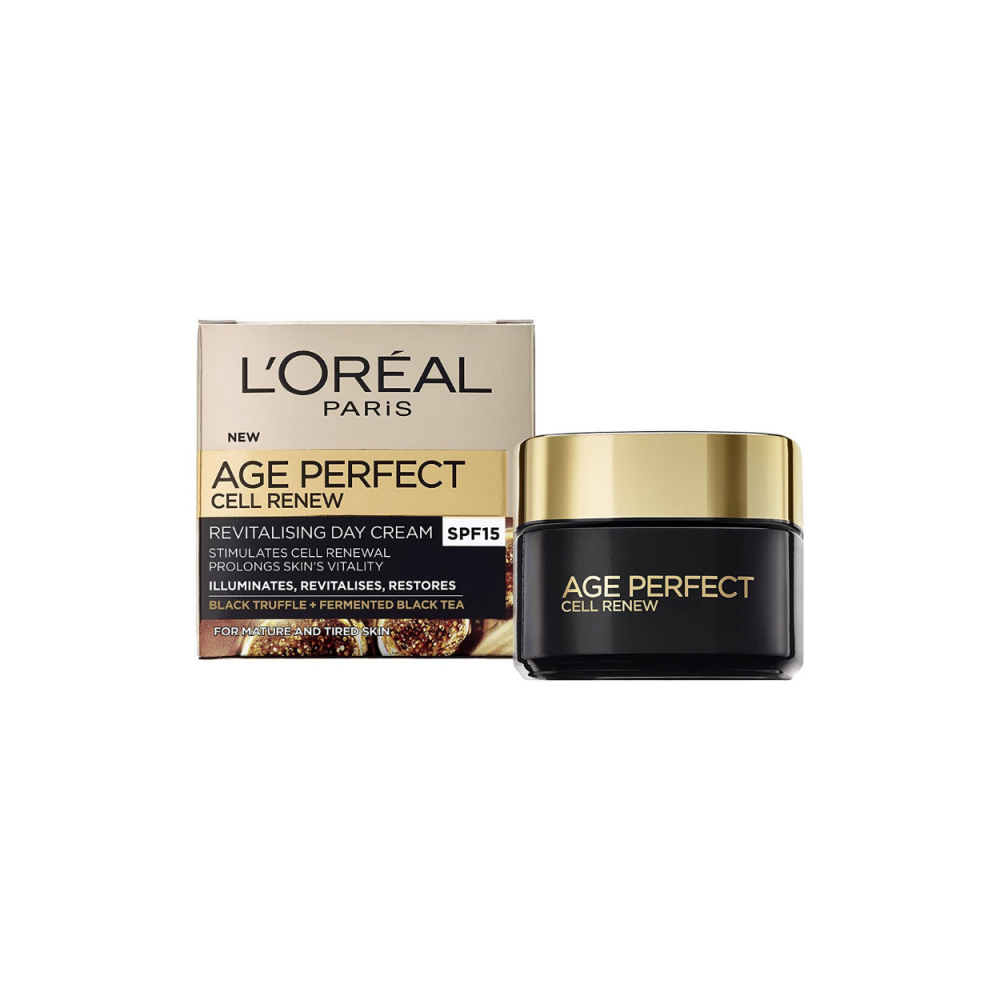 L'ORÉAL
PARiS
NEW
AGE PERFECT
CELL RENEW
REVITALISING DAY CREAM SPF15
STIMULATES CELL RENEWAL
PROLONGS SKIN'S VITALITY
ILLUMINATES, REVITALISES, RESTORES
BLACK TRUFFLE + FERMENTED BLACK TEA
FOR MATURE AND TIRED SKIN
AGE PERFECT
CELL RENEW